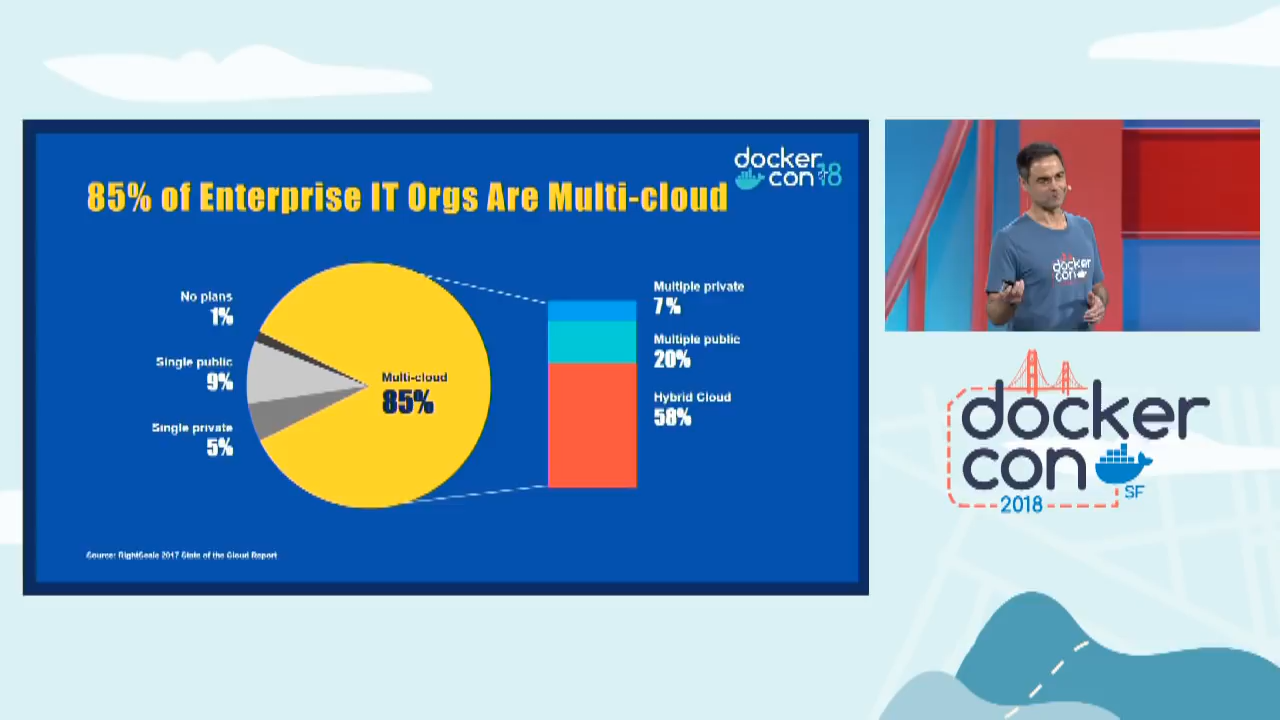 docker
con 18
85% of Enterprise IT Orgs Are Multi-cloud
No plans
1%
Single public
9%
Single private
5%
Multi-cloud
85%
Multiple private
7%
Multiple public
20%
Hybrid Cloud
58%
Source: RightScale 2017 State of the Cloud Report
docker
con
docker
con
SF
2018